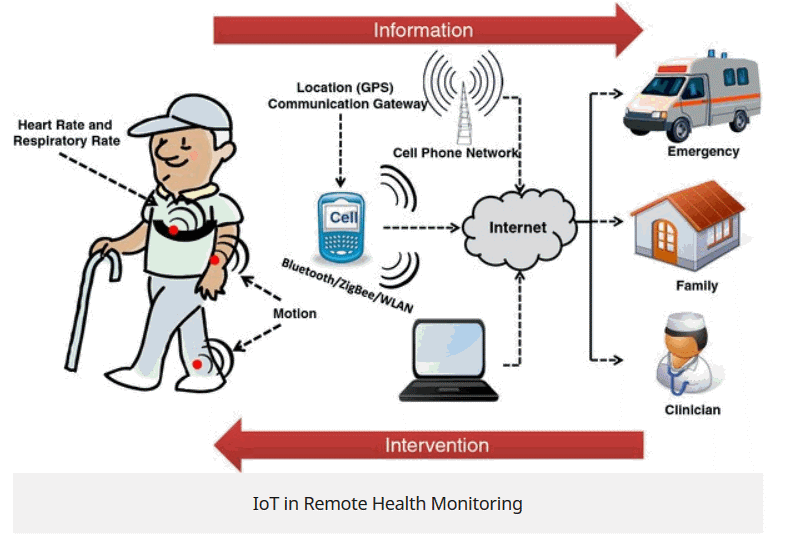 Information
Location (GPS)
Communication Gateway
Heart Rate and
Respiratory Rate
Cell Phone Network
Emergency
Cell
Internet
Bluetooth/ZigBee/WLAN
Family
Motion
Clinician
Intervention
IoT in Remote Health Monitoring